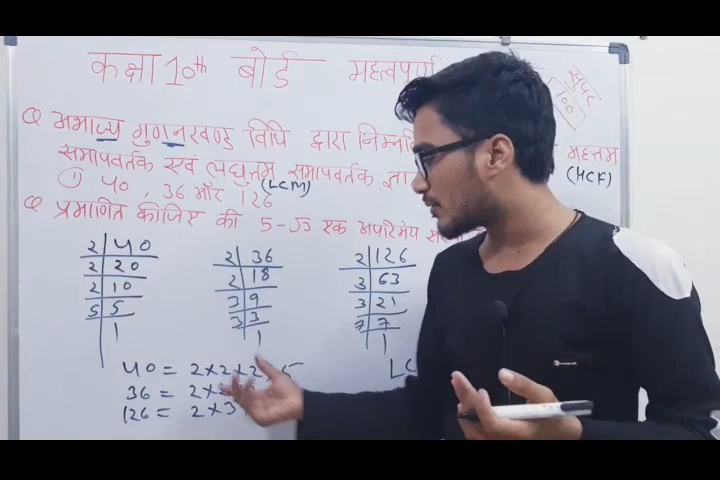 कक्षा 10th बोर्ड महत्वपूर्ण
Q अभाज्य गुणनखण्ड विधि द्वारा
महत्तम
समापवर्तक एवं लघुत्तम समापवर्तक
(LCM) (HCF)
① 40, 36 और 126
Q प्रमाणित कीजिए की 5-√3 एक अपरिमेय
2 40
2 20
2 10
5 5
1
2 36
2 18
3 9
3 3
1
2 126
3 63
3 21
7 7
1
40 = 2×2×2
36 = 2×2
126 = 2×3
LC